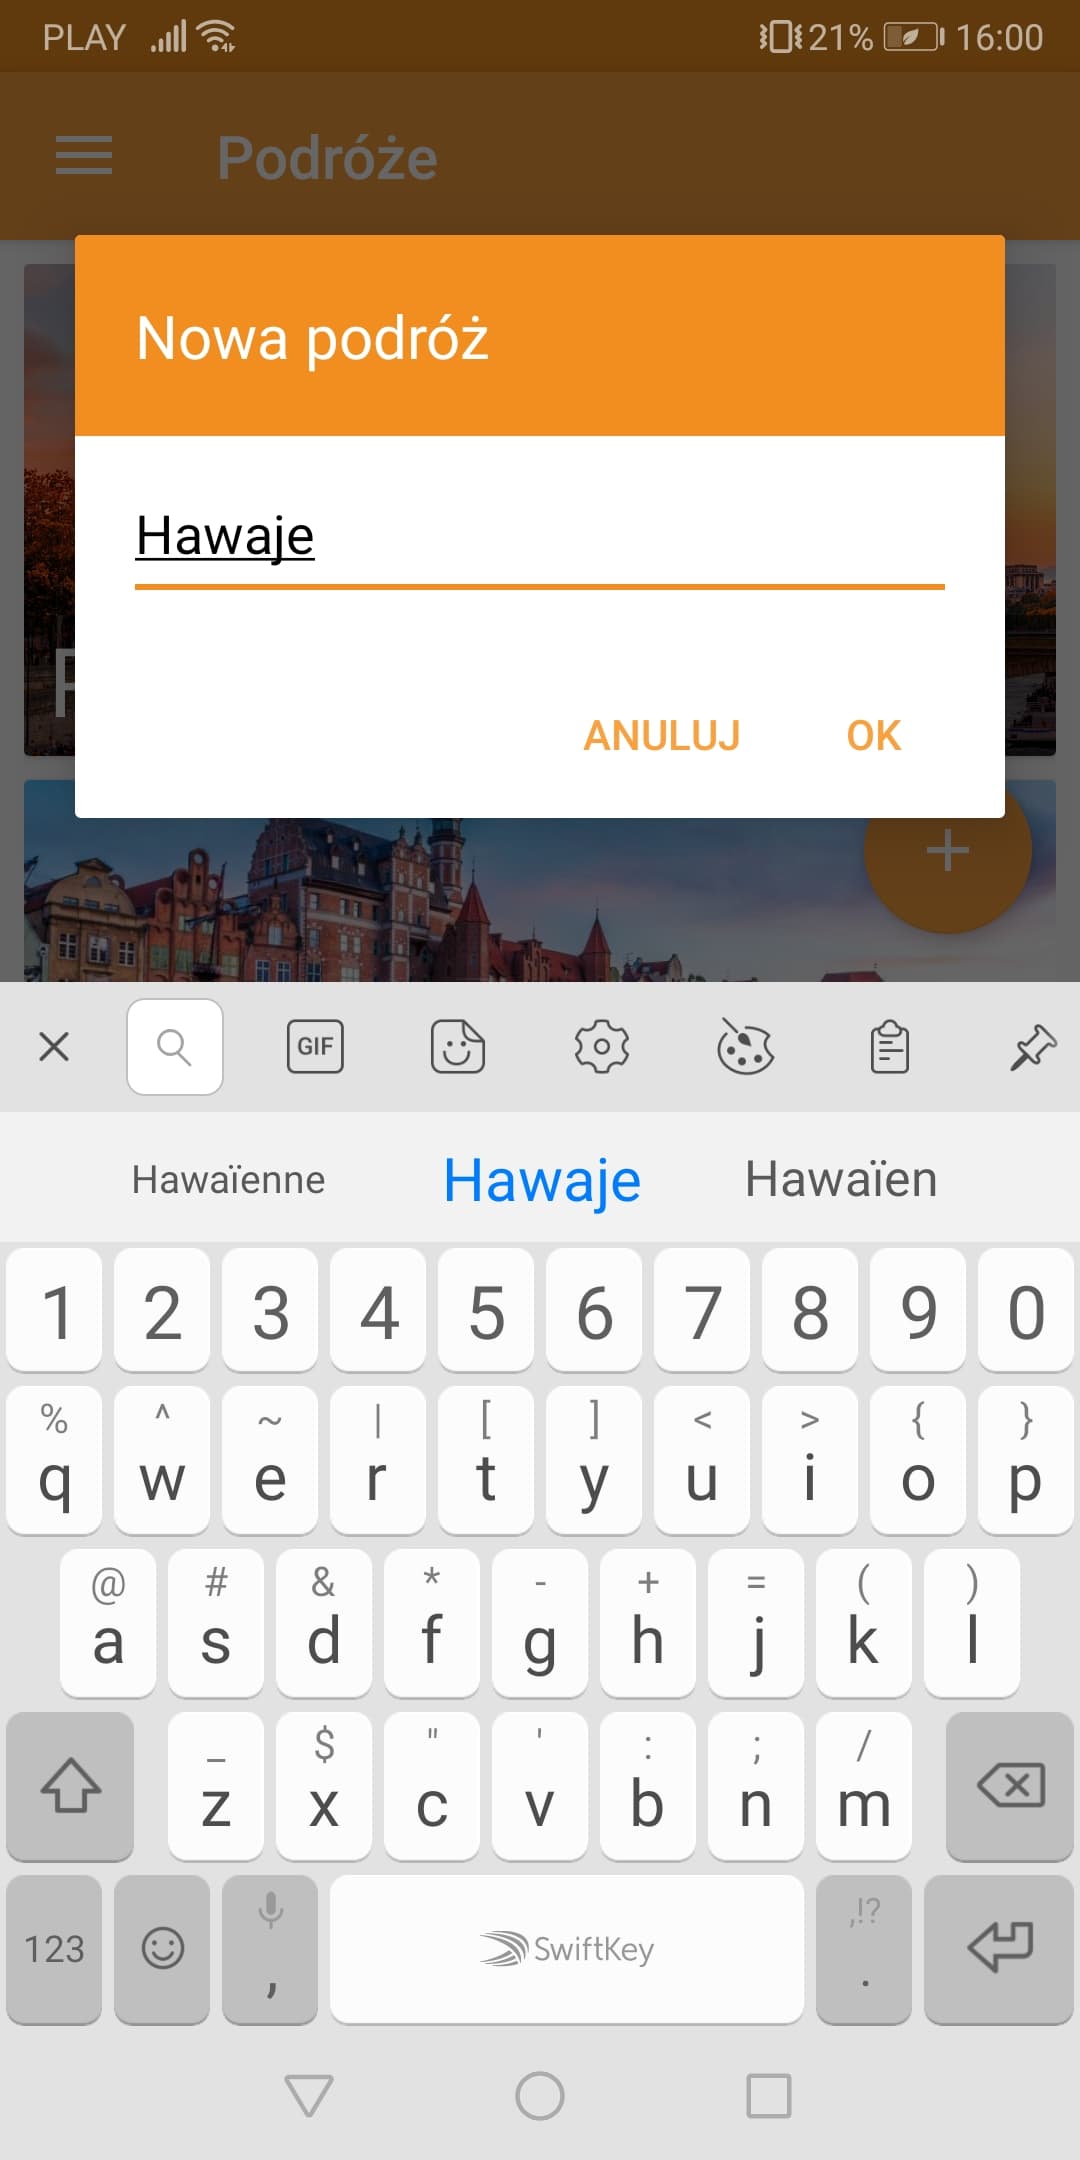 PLAY 21% 16:00
Podróże
Nowa podróż
Hawaje
ANULUJ OK
GIF
Hawaïenne Hawaje Hawaïen
1 2 3 4 5 6 7 8 9 0
% ^ ~ | [ ] < > { }
q w e r t y u i o p
@ # & * - + = ( )
a s d f g h j k l
_ $ " ' : ; /
z x c v b n m
,!?
123 , SwiftKey .